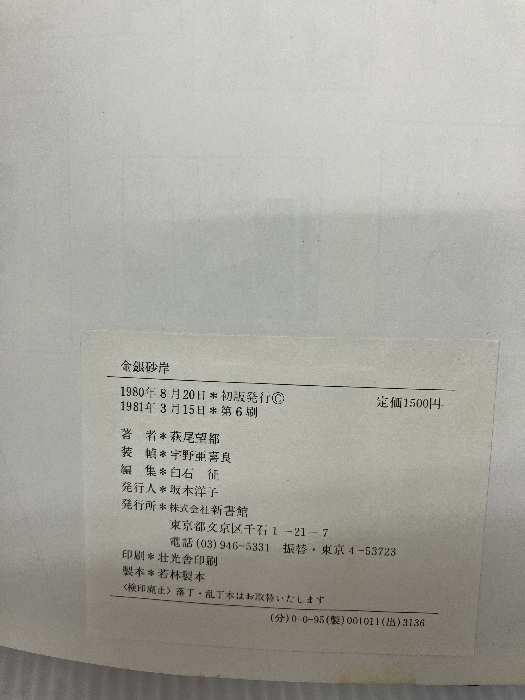 金銀砂岸
1980年8月20日＊初版発行©
1981年3月15日＊第6刷
定価1500円
著　者＊萩尾望都
装　幀＊宇野亜喜良
編　集＊白石　征
発行人＊坂本洋子
発行所＊株式会社新書館
東京都文京区千石1-21-7
電話(03)946-5331　振替・東京4-53723
印刷＊壮光舎印刷
製本＊若林製本
〈検印廃止〉落丁・乱丁本はお取替いたします
(分)0-0-95(製)001011(出)3136